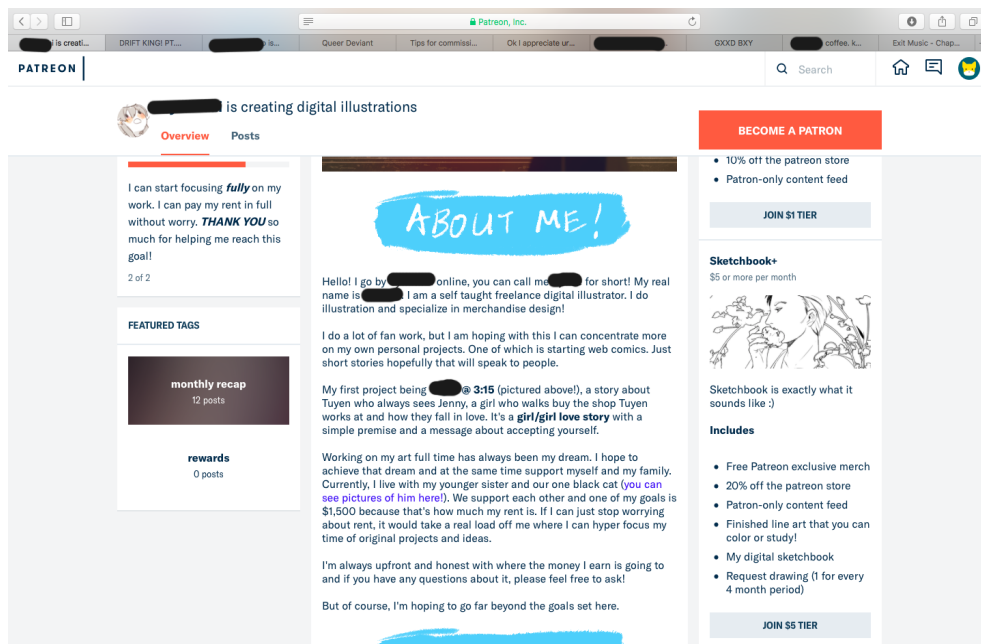 Patreon, Inc.
l is creati...
DRIFT KING! PT....
o is...
Queer Deviant
Tips for commissi...
Ok I appreciate ur...
GXXD BXY
coffee. k...
Exit Music - Chap...
PATREON
Search
is creating digital illustrations
Overview
Posts
BECOME A PATRON
I can start focusing fully on my
work. I can pay my rent in full
without worry. THANK YOU so
much for helping me reach this
goal!
2 of 2
FEATURED TAGS
monthly recap
12 posts
rewards
0 posts
ABOUT ME!
Hello! I go by online, you can call me for short! My real
name is I am a self taught freelance digital illustrator. I do
illustration and specialize in merchandise design!
I do a lot of fan work, but I am hoping with this I can concentrate more
on my own personal projects. One of which is starting web comics. Just
short stories hopefully that will speak to people.
My first project being @ 3:15 (pictured above!), a story about
Tuyen who always sees Jenny, a girl who walks buy the shop Tuyen
works at and how they fall in love. It's a girl/girl love story with a
simple premise and a message about accepting yourself.
Working on my art full time has always been my dream. I hope to
achieve that dream and at the same time support myself and my family.
Currently, I live with my younger sister and our one black cat (you can
see pictures of him here!). We support each other and one of my goals is
$1,500 because that's how much my rent is. If I can just stop worrying
about rent, it would take a real load off me where I can hyper focus my
time of original projects and ideas.
I'm always upfront and honest with where the money I earn is going to
and if you have any questions about it, please feel free to ask!
But of course, I'm hoping to go far beyond the goals set here.
• 10% off the patreon store
• Patron-only content feed
JOIN $1 TIER
Sketchbook+
$5 or more per month
Sketchbook is exactly what it
sounds like :)
Includes
• Free Patreon exclusive merch
• 20% off the patreon store
• Patron-only content feed
• Finished line art that you can
color or study!
• My digital sketchbook
• Request drawing (1 for every
4 month period)
JOIN $5 TIER